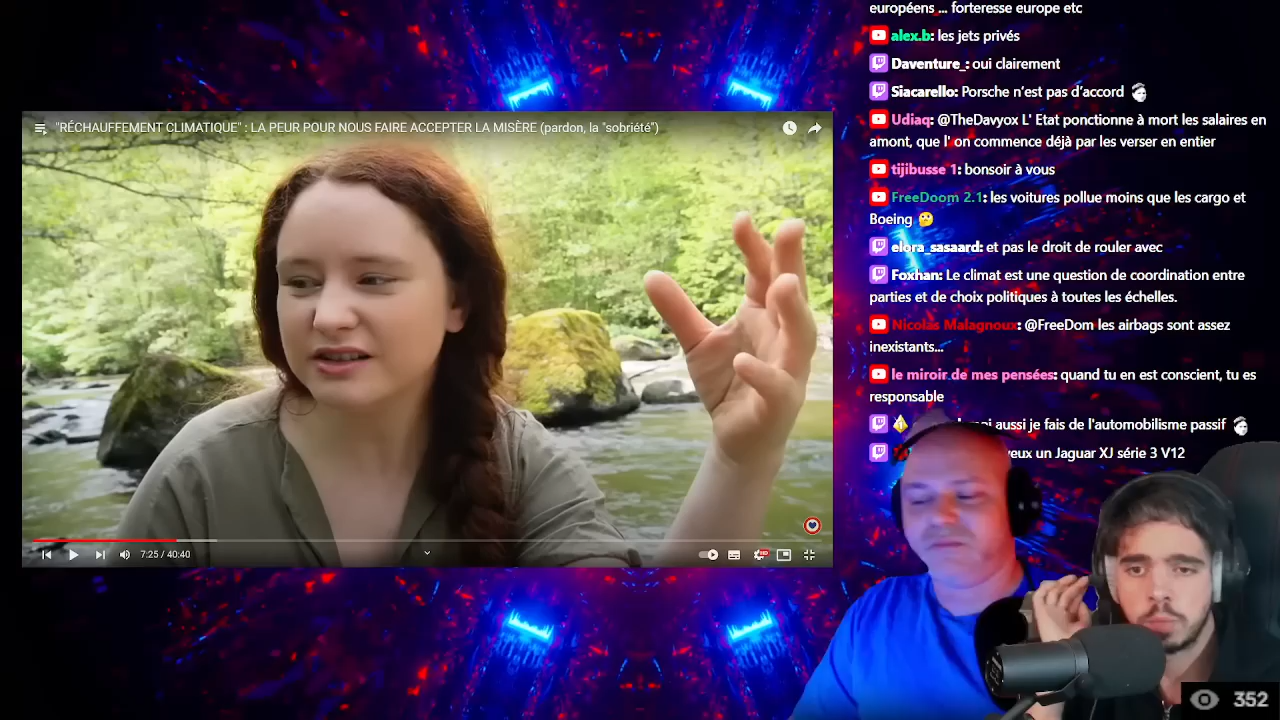 "RÉCHAUFFEMENT CLIMATIQUE" : LA PEUR POUR NOUS FAIRE ACCEPTER LA MISÈRE (pardon, la "sobriété")
7:25 / 40:40
HD
européens ... forteresse europe etc
alex.b: les jets privés
Daventure_: oui clairement
Siacarello: Porsche n'est pas d'accord
Udiaq: @TheDavyox L' Etat ponctionne à mort les salaires en
amont, que l' on commence déjà par les verser en entier
tijibusse 1: bonsoir à vous
FreeDoom 2.1: les voitures pollue moins que les cargo et
Boeing 🤔
elora_sasaard: et pas le droit de rouler avec
Foxhan: Le climat est une question de coordination entre
parties et de choix politiques à toutes les échelles.
Nicolas Malagnoux: @FreeDom les airbags sont assez
inexistants...
le miroir de mes pensées: quand tu en est conscient, tu es
responsable
aussi je fais de l'automobilisme passif
un Jaguar XJ série 3 V12
352